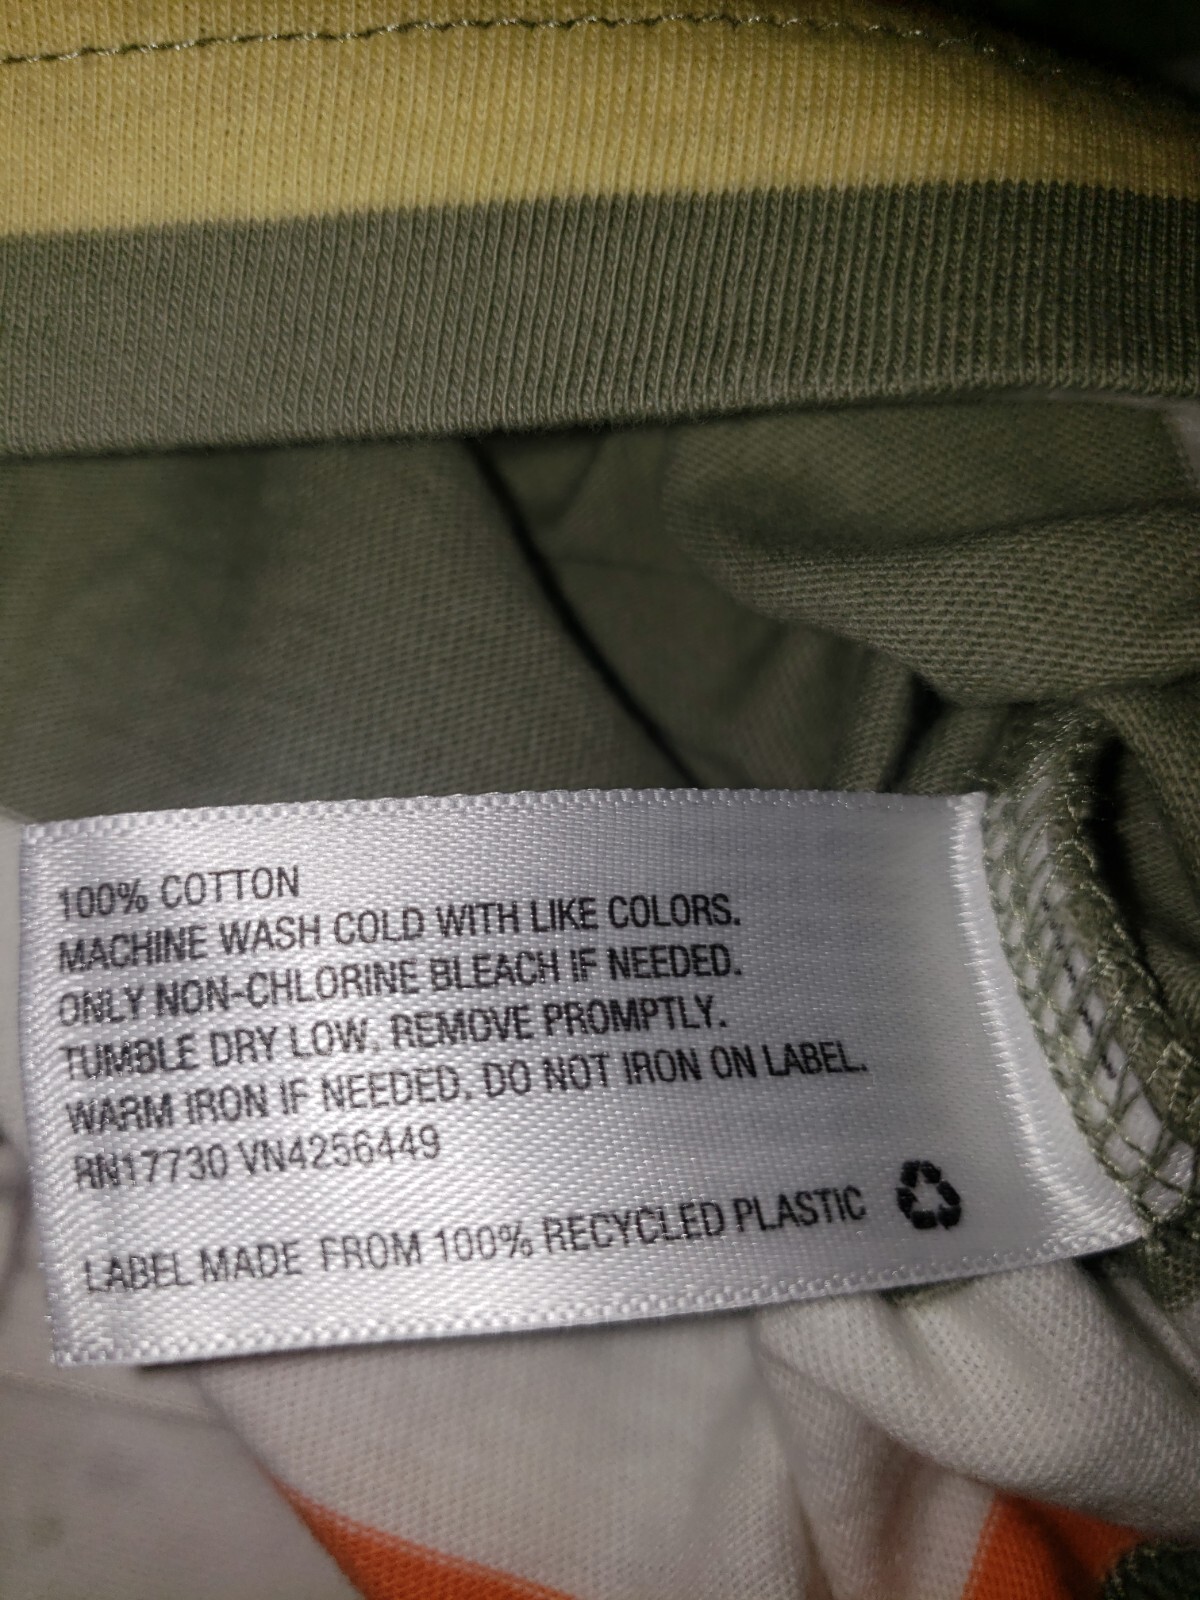 100% COTTON
MACHINE WASH COLD WITH LIKE COLORS.
ONLY NON-CHLORINE BLEACH IF NEEDED.
TUMBLE DRY LOW. REMOVE PROMPTLY.
WARM IRON IF NEEDED. DO NOT IRON ON LABEL.
RN17730 VN4256449
LABEL MADE FROM 100% RECYCLED PLASTIC